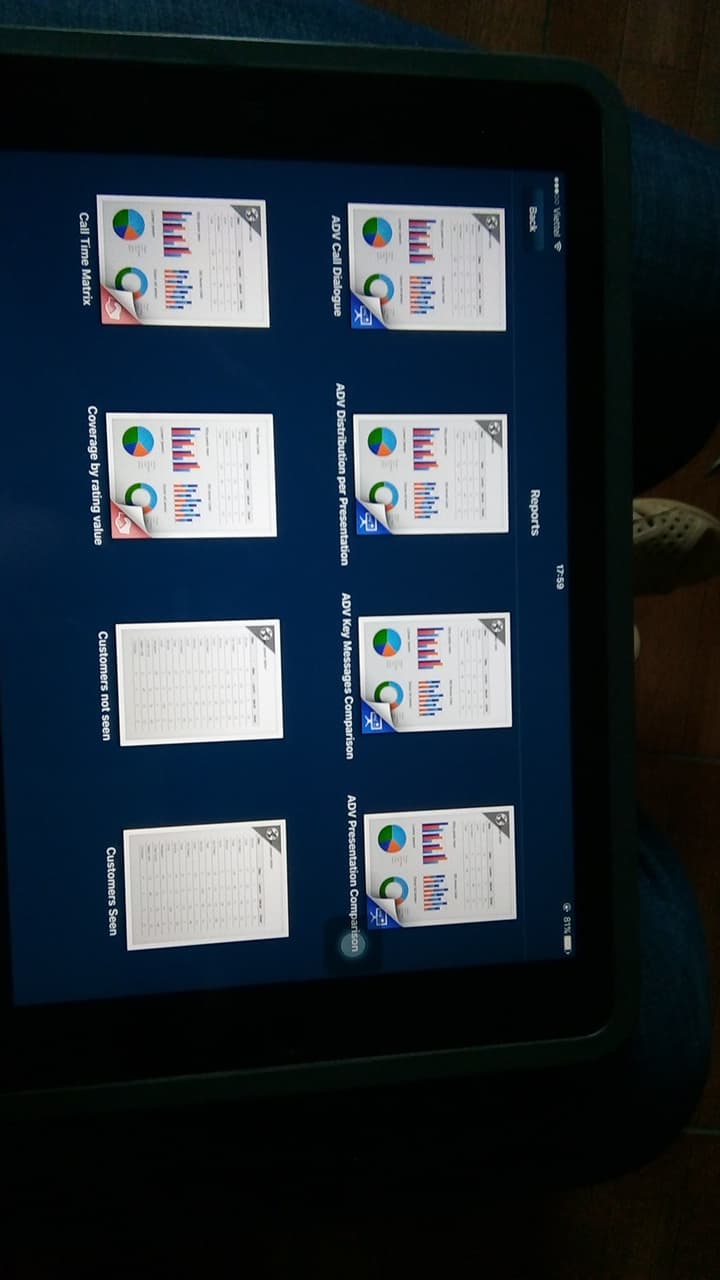 Viettel
17:59
81%
Back
Reports
ADV Call Dialogue
ADV Distribution per Presentation
ADV Key Messages Comparison
ADV Presentation Comparison
Call Time Matrix
Coverage by rating value
Customers not seen
Customers Seen